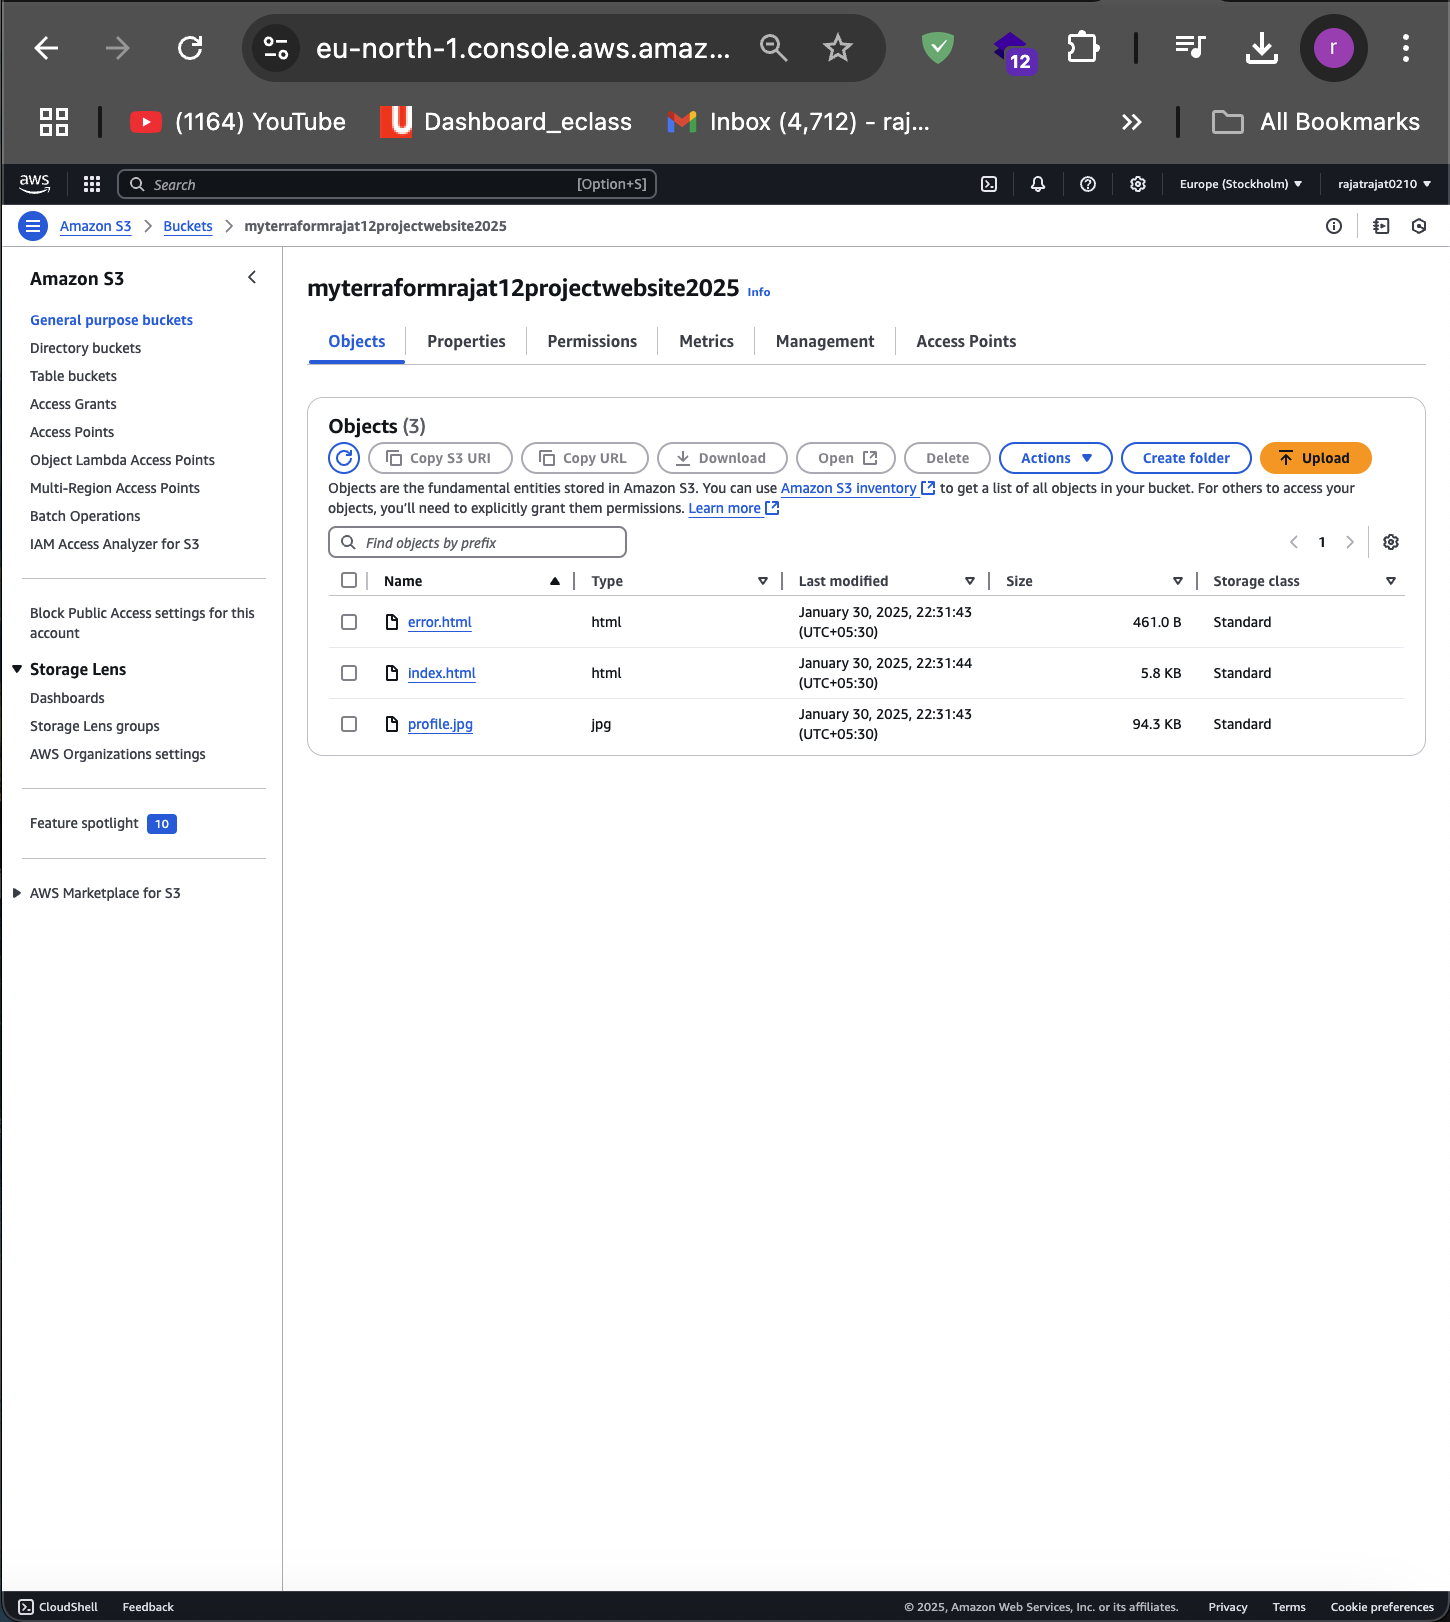 eu-north-1.console.aws.amaz...
12
r
(1164) YouTube
Dashboard_eclass
Inbox (4,712) - raj...
All Bookmarks
aws
Search
[Option+S]
Europe (Stockholm)
rajatrajat0210
Amazon S3
Buckets
myterraformrajat12projectwebsite2025
Amazon S3
General purpose buckets
Directory buckets
Table buckets
Access Grants
Access Points
Object Lambda Access Points
Multi-Region Access Points
Batch Operations
IAM Access Analyzer for S3
Block Public Access settings for this
account
Storage Lens
Dashboards
Storage Lens groups
AWS Organizations settings
Feature spotlight 10
AWS Marketplace for S3
myterraformrajat12projectwebsite2025 Info
Objects Properties Permissions Metrics Management Access Points
Objects (3)
Copy S3 URI Copy URL Download Open Delete Actions Create folder Upload
Objects are the fundamental entities stored in Amazon S3. You can use Amazon S3 inventory to get a list of all objects in your bucket. For others to access your
objects, you'll need to explicitly grant them permissions. Learn more
Find objects by prefix
1
Name Type Last modified Size Storage class
error.html html January 30, 2025, 22:31:43 (UTC+05:30) 461.0 B Standard
index.html html January 30, 2025, 22:31:44 (UTC+05:30) 5.8 KB Standard
profile.jpg jpg January 30, 2025, 22:31:43 (UTC+05:30) 94.3 KB Standard
CloudShell Feedback © 2025, Amazon Web Services, Inc. or its affiliates. Privacy Terms Cookie preferences